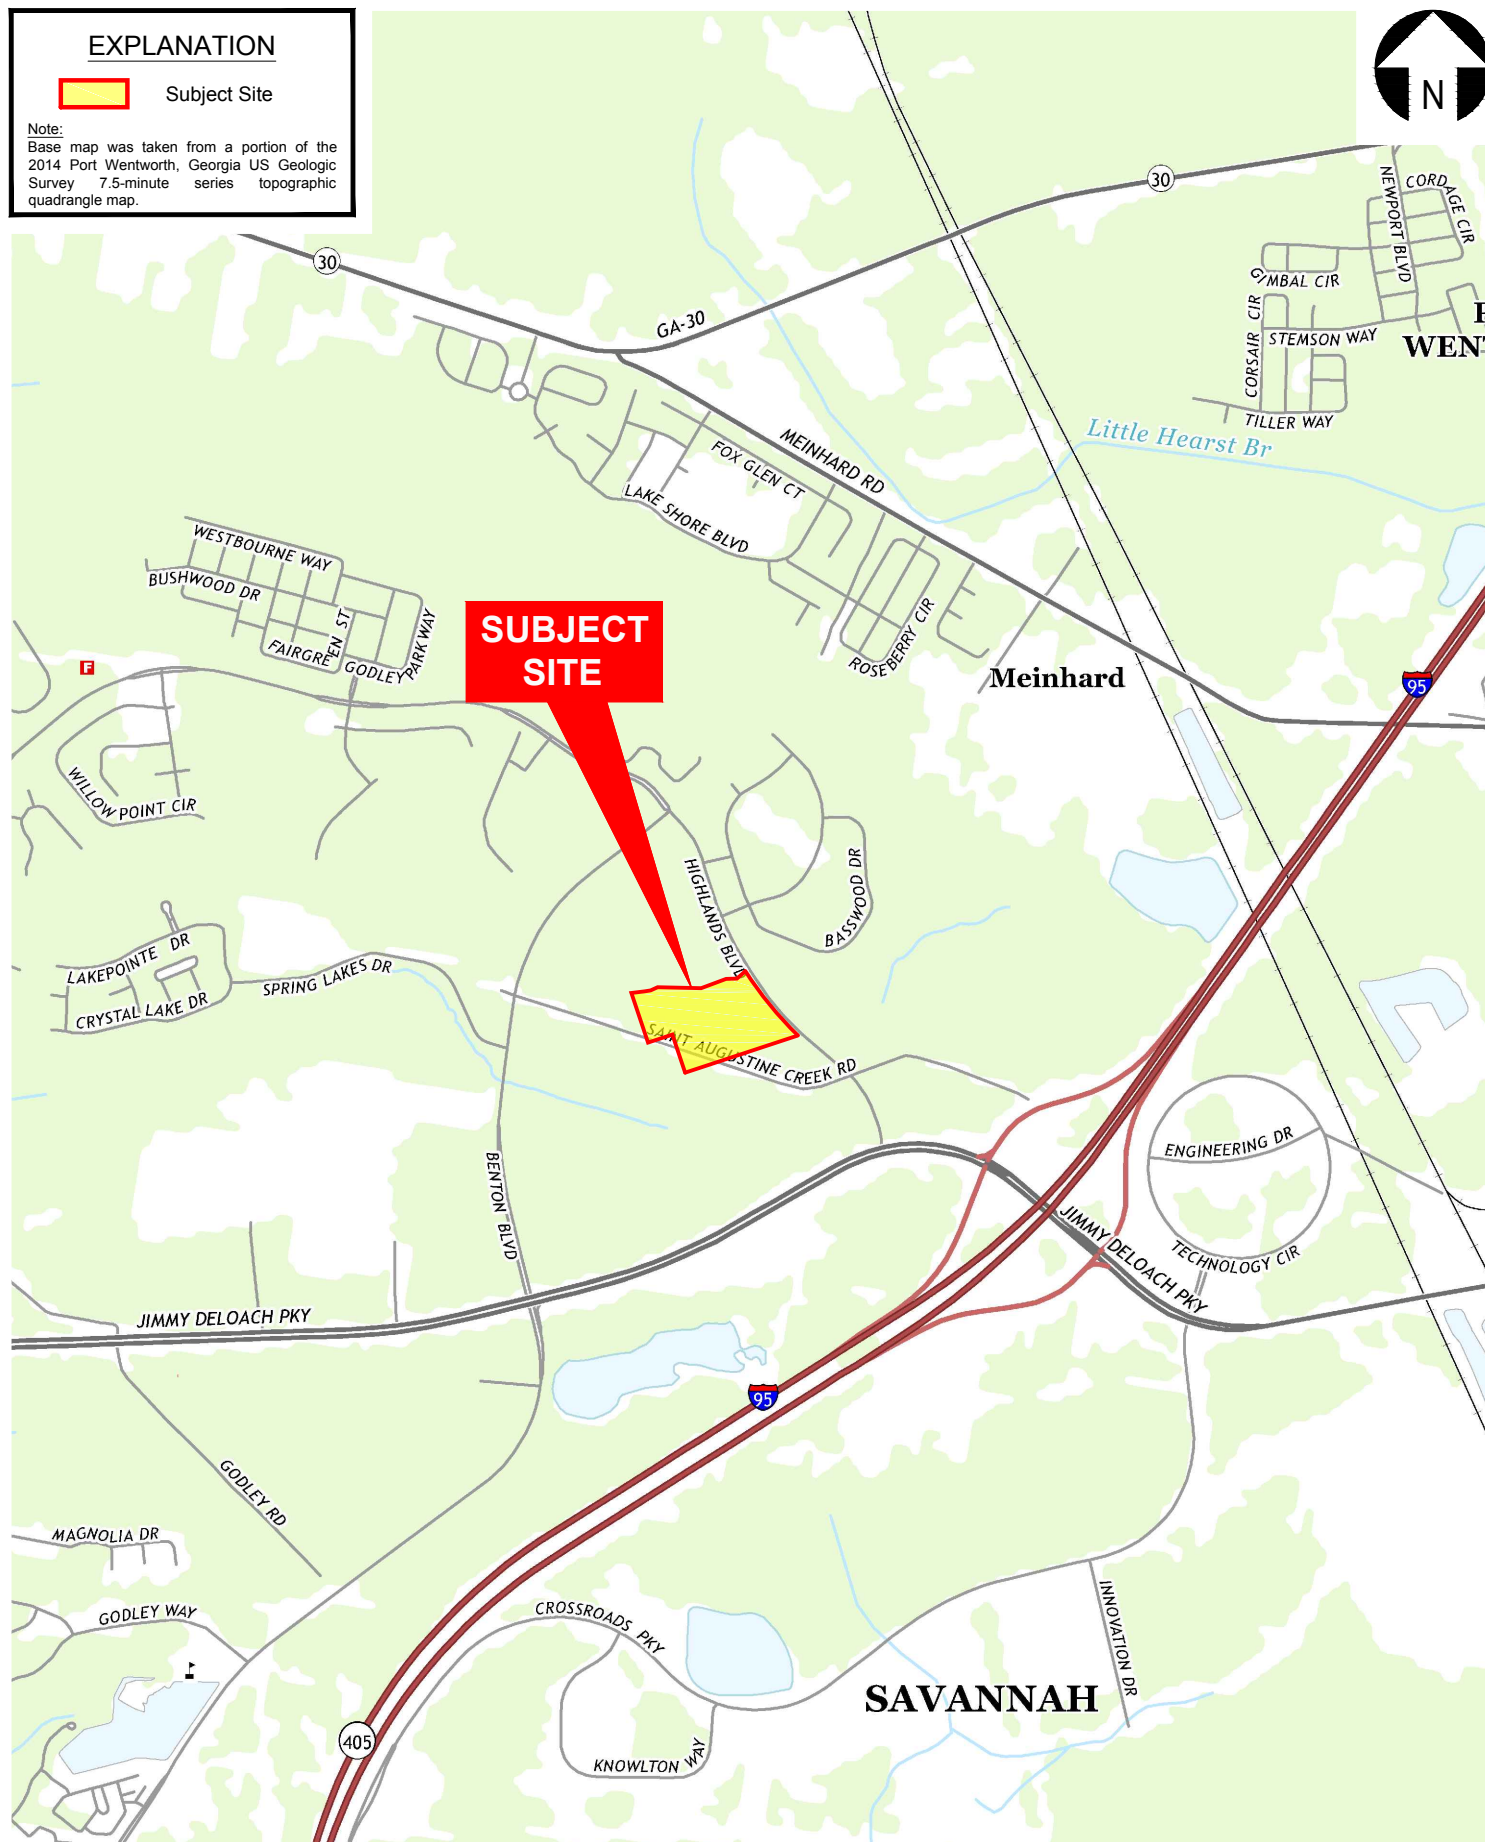 EXPLANATION
Subject Site
Note:
Base map was taken from a portion of the
2014 Port Wentworth, Georgia US Geologic
Survey 7.5-minute series topographic
quadrangle map.
N
30
30
GA-30
NEWPORT BLVD
CORDAGE CIR
GIMBAL CIR
CORSAIR CIR
STEMSON WAY
WENT
TILLER WAY
Little Hearst Br
MEINHARD RD
FOX GLEN CT
LAKE SHORE BLVD
WESTBOURNE WAY
BUSHWOOD DR
FAIRGREEN ST
GODLEY PARKWAY
ROSEBERRY CIR
SUBJECT
SITE
F
Meinhard
95
WILLOW POINT CIR
HIGHLANDS BLVD
BASSWOOD DR
LAKEPOINTE DR
SPRING LAKES DR
CRYSTAL LAKE DR
SAINT AUGUSTINE CREEK RD
ENGINEERING DR
BENTON BLVD
JIMMY DELOACH PKY
TECHNOLOGY CIR
JIMMY DELOACH PKY
95
GODLEY RD
MAGNOLIA DR
GODLEY WAY
CROSSROADS PKY
INNOVATION DR
SAVANNAH
405
KNOWLTON WAY